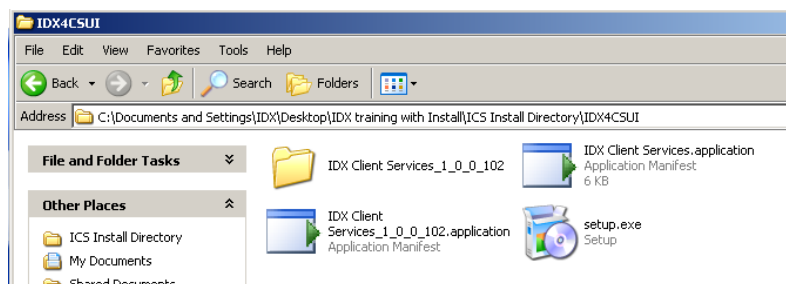 IDX4CSUI
File Edit View Favorites Tools Help
Back Search Folders
Address C:\Documents and Settings\IDX\Desktop\IDX training with Install\ICS Install Directory\IDX4CSUI
File and Folder Tasks
Other Places
ICS Install Directory
My Documents
Shared Documents
IDX Client Services_1_0_0_102
IDX Client Services.application
Application Manifest
6 KB
IDX Client
Services_1_0_0_102.application
Application Manifest
setup.exe
Setup